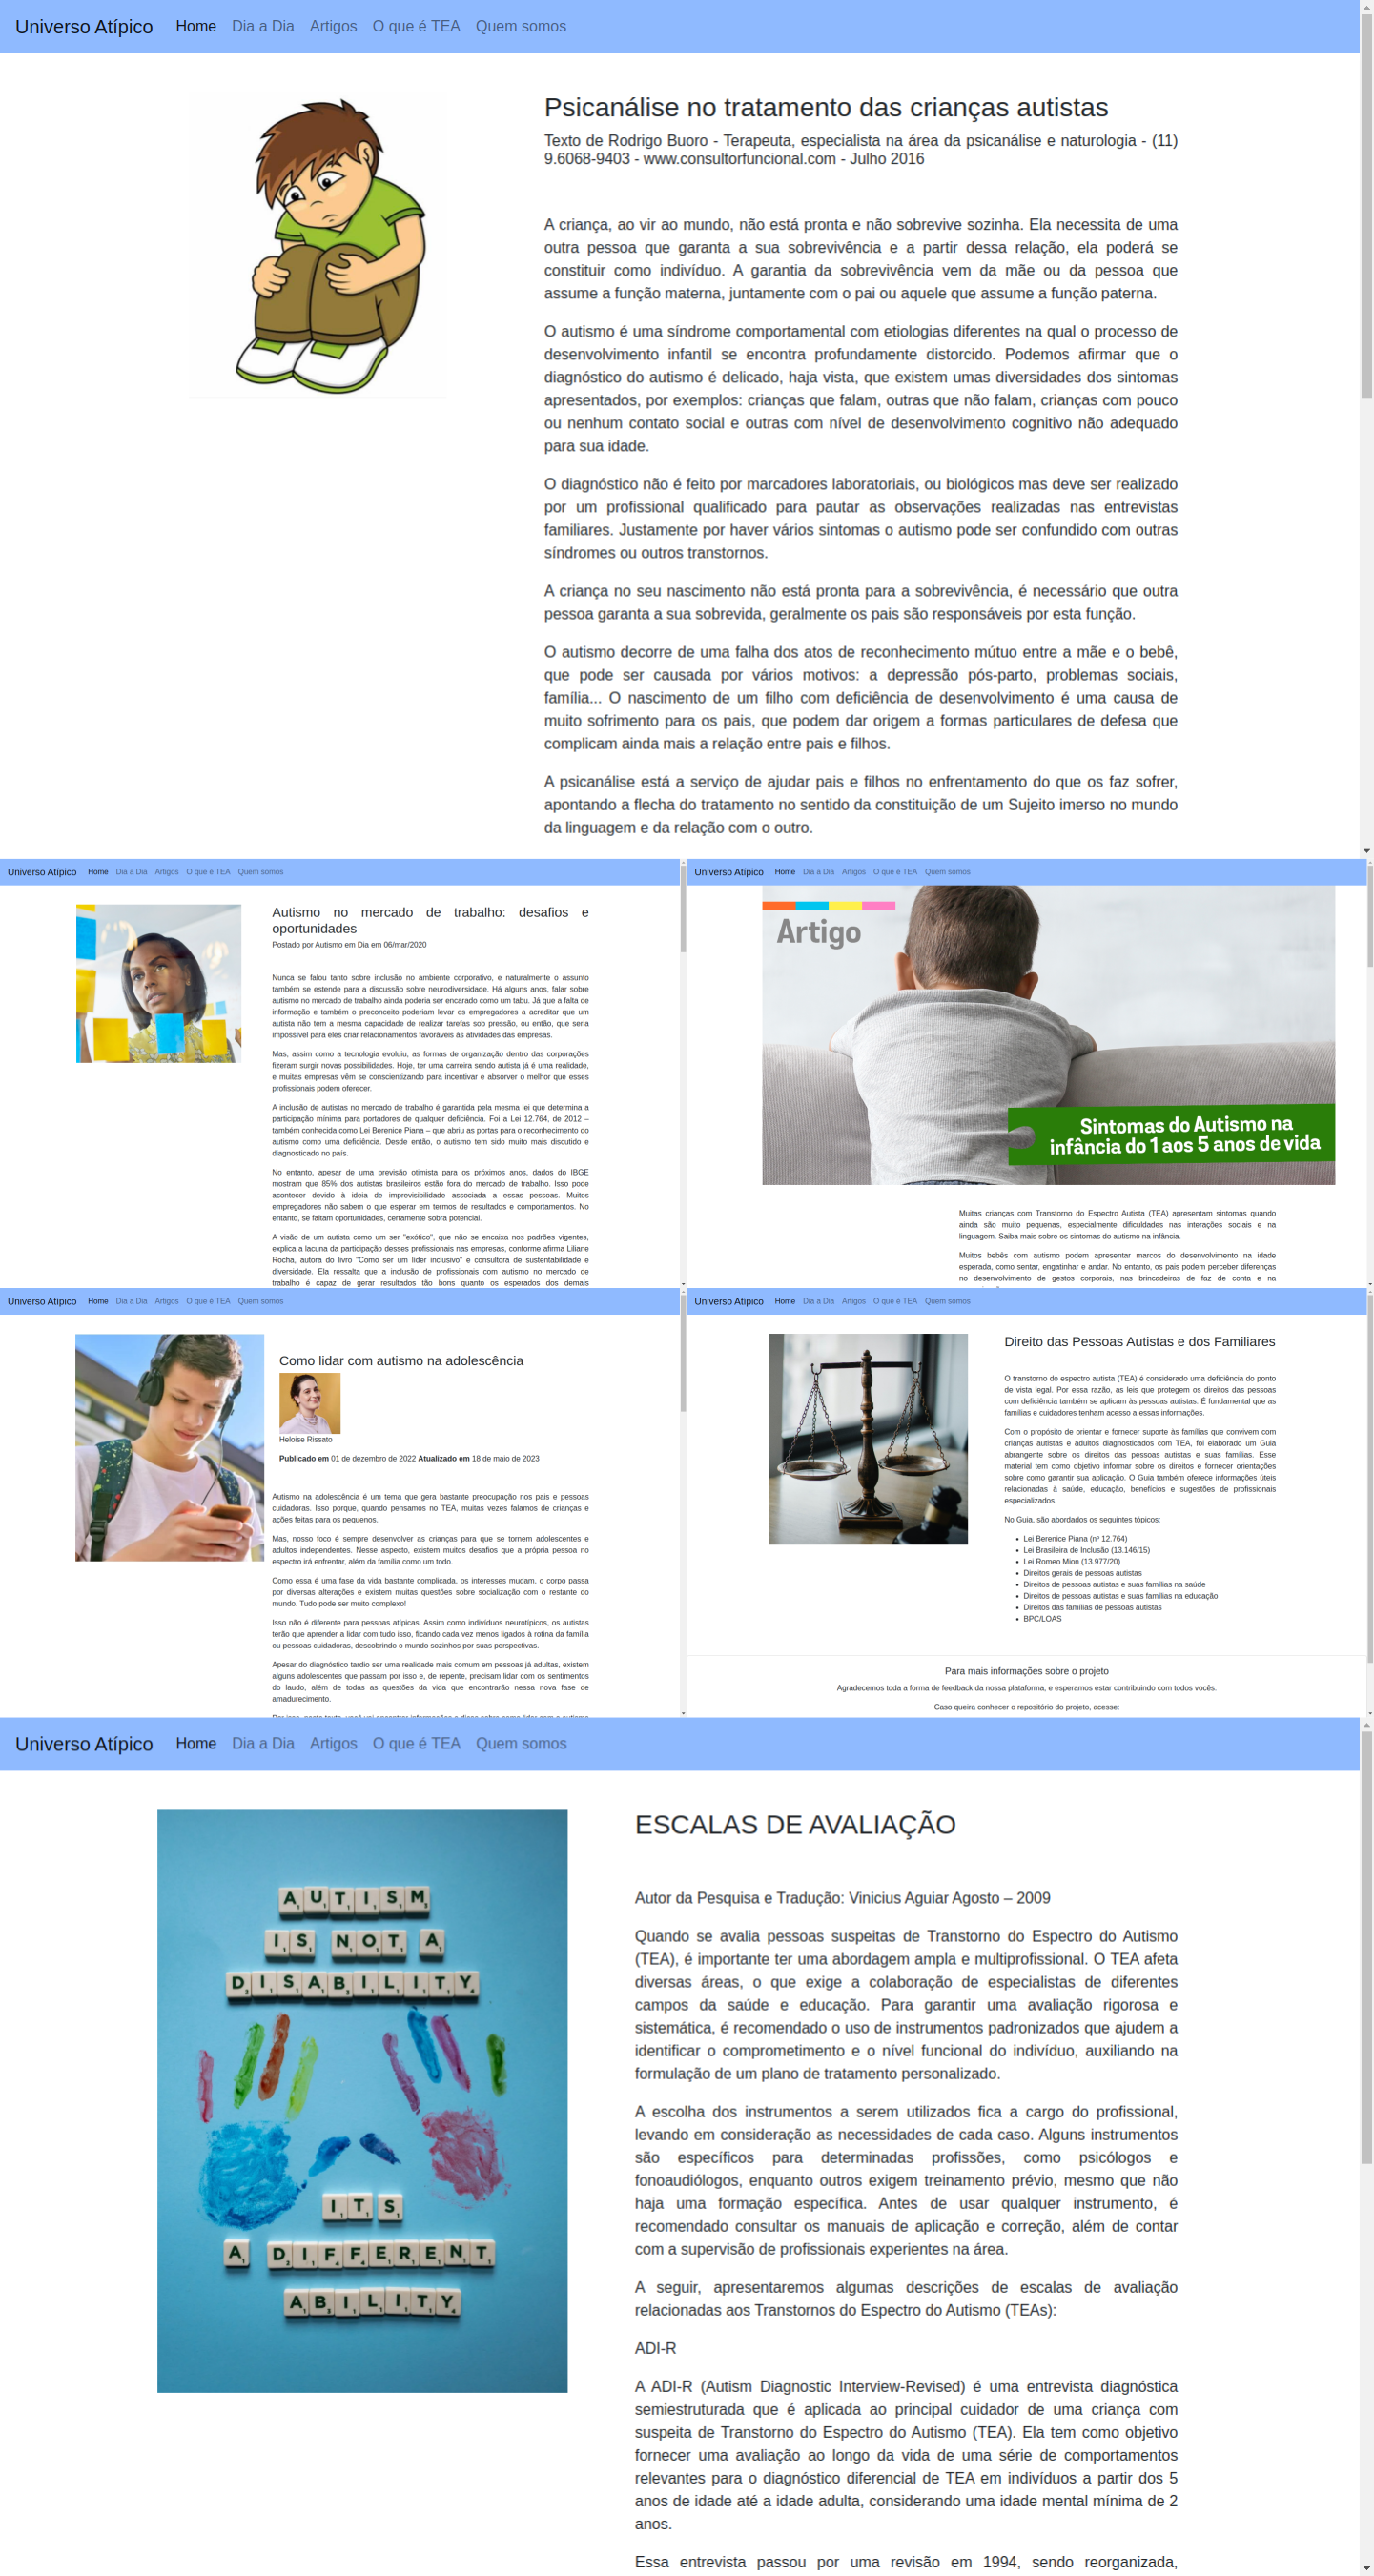 Universo Atípico Home Dia a Dia Artigos O que é TEA Quem somos
Psicanálise no tratamento das crianças autistas
Texto de Rodrigo Buoro - Terapeuta, especialista na área da psicanálise e naturologia - (11)
9.6068-9403 - www.consultorfuncional.com - Julho 2016
A criança, ao vir ao mundo, não está pronta e não sobrevive sozinha. Ela necessita de uma
outra pessoa que garanta a sua sobrevivência e a partir dessa relação, ela poderá se
constituir como indivíduo. A garantia da sobrevivência vem da mãe ou da pessoa que
assume a função materna, juntamente com o pai ou aquele que assume a função paterna.
O autismo é uma síndrome comportamental com etiologias diferentes na qual o processo de
desenvolvimento infantil se encontra profundamente distorcido. Podemos afirmar que o
diagnóstico do autismo é delicado, haja vista, que existem umas diversidades dos sintomas
apresentados, por exemplos: crianças que falam, outras que não falam, crianças com pouco
ou nenhum contato social e outras com nível de desenvolvimento cognitivo não adequado
para sua idade.
O diagnóstico não é feito por marcadores laboratoriais, ou biológicos mas deve ser realizado
por um profissional qualificado para pautar as observações realizadas nas entrevistas
familiares. Justamente por haver vários sintomas o autismo pode ser confundido com outras
síndromes ou outros transtornos.
A criança no seu nascimento não está pronta para a sobrevivência, é necessário que outra
pessoa garanta a sua sobrevida, geralmente os pais são responsáveis por esta função.
O autismo decorre de uma falha dos atos de reconhecimento mútuo entre a mãe e o bebê,
que pode ser causada por vários motivos: a depressão pós-parto, problemas sociais,
família... O nascimento de um filho com deficiência de desenvolvimento é uma causa de
muito sofrimento para os pais, que podem dar origem a formas particulares de defesa que
complicam ainda mais a relação entre pais e filhos.
A psicanálise está a serviço de ajudar pais e filhos no enfrentamento do que os faz sofrer,
apontando a flecha do tratamento no sentido da constituição de um Sujeito imerso no mundo
da linguagem e da relação com o outro.
Universo Atípico Home Dia a Dia Artigos O que é TEA Quem somos
Autismo no mercado de trabalho: desafios e
oportunidades
Postado por Autismo em Dia em 06/mar/2020
Nunca se falou tanto sobre inclusão no ambiente corporativo, e naturalmente o assunto
também se estende para a discussão sobre neurodiversidade. Há alguns anos, falar sobre
autismo no mercado de trabalho ainda poderia ser encarado como um tabu. Já que a falta de
informação e também o preconceito poderiam levar os empregadores a acreditar que um
autista não tem a mesma capacidade de realizar tarefas sob pressão, ou então, que seria
impossível para eles criar relacionamentos favoráveis às atividades das empresas.
Mas, assim como a tecnologia evoluiu, as formas de organização dentro das corporações
fizeram surgir novas possibilidades. Hoje, ter uma carreira sendo autista já é uma realidade,
e muitas empresas vêm se conscientizando para incentivar e absorver o melhor que esses
profissionais podem oferecer.
A inclusão de autistas no mercado de trabalho é garantida pela mesma lei que determina a
participação mínima para portadores de qualquer deficiência. Foi a Lei 12.764, de 2012 –
também conhecida como Lei Berenice Piana – que abriu as portas para o reconhecimento do
autismo como uma deficiência. Desde então, o autismo tem sido muito mais discutido e
diagnosticado no país.
No entanto, apesar de uma previsão otimista para os próximos anos, dados do IBGE
mostram que 85% dos autistas brasileiros estão fora do mercado de trabalho. Isso pode
acontecer devido à ideia de imprevisibilidade associada a essas pessoas. Muitos
empregadores não sabem o que esperar em termos de resultados e comportamentos. No
entanto, se faltam oportunidades, certamente sobra potencial.
A visão de um autista como um ser "exótico", que não se encaixa nos padrões vigentes,
explica a lacuna da participação desses profissionais nas empresas, conforme afirma Liliane
Rocha, autora do livro "Como ser um líder inclusivo" e consultora de sustentabilidade e
diversidade. Ela ressalta que a inclusão de profissionais com autismo no mercado de
trabalho é capaz de gerar resultados tão bons quanto os esperados dos demais
Universo Atípico Home Dia a Dia Artigos O que é TEA Quem somos
Artigo
Sintomas do Autismo na
infância do 1 aos 5 anos de vida
Muitas crianças com Transtorno do Espectro Autista (TEA) apresentam sintomas quando
ainda são muito pequenas, especialmente dificuldades nas interações sociais e na
linguagem. Saiba mais sobre os sintomas do autismo na infância.
Muitos bebês com autismo podem apresentar marcos do desenvolvimento na idade
esperada, como sentar, engatinhar e andar. No entanto, os pais podem perceber diferenças
no desenvolvimento de gestos corporais, nas brincadeiras de faz de conta e na
Universo Atípico Home Dia a Dia Artigos O que é TEA Quem somos
Como lidar com autismo na adolescência
Heloise Rissato
Publicado em 01 de dezembro de 2022 Atualizado em 18 de maio de 2023
Autismo na adolescência é um tema que gera bastante preocupação nos pais e pessoas
cuidadoras. Isso porque, quando pensamos no TEA, muitas vezes falamos de crianças e
ações feitas para os pequenos.
Mas, nosso foco é sempre desenvolver as crianças para que se tornem adolescentes e
adultos independentes. Nesse aspecto, existem muitos desafios que a própria pessoa no
espectro irá enfrentar, além da família como um todo.
Como essa é uma fase da vida bastante complicada, os interesses mudam, o corpo passa
por diversas alterações e existem muitas questões sobre socialização com o restante do
mundo. Tudo pode ser muito complexo!
Isso não é diferente para pessoas atípicas. Assim como indivíduos neurotípicos, os autistas
terão que aprender a lidar com tudo isso, ficando cada vez menos ligados à rotina da família
ou pessoas cuidadoras, descobrindo o mundo sozinhos por suas perspectivas.
Apesar do diagnóstico tardio ser uma realidade mais comum em pessoas já adultas, existem
alguns adolescentes que passam por isso e, de repente, precisam lidar com os sentimentos
do laudo, além de todas as questões da vida que encontrarão nessa nova fase de
amadurecimento.
Universo Atípico Home Dia a Dia Artigos O que é TEA Quem somos
Direito das Pessoas Autistas e dos Familiares
O transtorno do espectro autista (TEA) é considerado uma deficiência do ponto
de vista legal. Por essa razão, as leis que protegem os direitos das pessoas
com deficiência também se aplicam às pessoas autistas. É fundamental que as
famílias e cuidadores tenham acesso a essas informações.
Com o propósito de orientar e fornecer suporte às famílias que convivem com
crianças autistas e adultos diagnosticados com TEA, foi elaborado um Guia
abrangente sobre os direitos das pessoas autistas e suas famílias. Esse
material tem como objetivo informar sobre os direitos e fornecer orientações
sobre como garantir sua aplicação. O Guia também oferece informações úteis
relacionadas à saúde, educação, benefícios e sugestões de profissionais
especializados.
No Guia, são abordados os seguintes tópicos:
• Lei Berenice Piana (nº 12.764)
• Lei Brasileira de Inclusão (13.146/15)
• Lei Romeo Mion (13.977/20)
• Direitos gerais de pessoas autistas
• Direitos de pessoas autistas e suas famílias na saúde
• Direitos de pessoas autistas e suas famílias na educação
• Direitos das famílias de pessoas autistas
• BPC/LOAS
Para mais informações sobre o projeto
Agradecemos toda a forma de feedback da nossa plataforma, e esperamos estar contribuindo com todos vocês.
Caso queira conhecer o repositório do projeto, acesse:
Universo Atípico Home Dia a Dia Artigos O que é TEA Quem somos
AUTISM
IS NOT A
DISABILITY
ITS
A DIFFERENT
ABILITY
ESCALAS DE AVALIAÇÃO
Autor da Pesquisa e Tradução: Vinicius Aguiar Agosto – 2009
Quando se avalia pessoas suspeitas de Transtorno do Espectro do Autismo
(TEA), é importante ter uma abordagem ampla e multiprofissional. O TEA afeta
diversas áreas, o que exige a colaboração de especialistas de diferentes
campos da saúde e educação. Para garantir uma avaliação rigorosa e
sistemática, é recomendado o uso de instrumentos padronizados que ajudem a
identificar o comprometimento e o nível funcional do indivíduo, auxiliando na
formulação de um plano de tratamento personalizado.
A escolha dos instrumentos a serem utilizados fica a cargo do profissional,
levando em consideração as necessidades de cada caso. Alguns instrumentos
são específicos para determinadas profissões, como psicólogos e
fonoaudiólogos, enquanto outros exigem treinamento prévio, mesmo que não
haja uma formação específica. Antes de usar qualquer instrumento, é
recomendado consultar os manuais de aplicação e correção, além de contar
com a supervisão de profissionais experientes na área.
A seguir, apresentaremos algumas descrições de escalas de avaliação
relacionadas aos Transtornos do Espectro do Autismo (TEAs):
ADI-R
A ADI-R (Autism Diagnostic Interview-Revised) é uma entrevista diagnóstica
semiestruturada que é aplicada ao principal cuidador de uma criança com
suspeita de Transtorno do Espectro do Autismo (TEA). Ela tem como objetivo
fornecer uma avaliação ao longo da vida de uma série de comportamentos
relevantes para o diagnóstico diferencial de TEA em indivíduos a partir dos 5
anos de idade até a idade adulta, considerando uma idade mental mínima de 2
anos.
Essa entrevista passou por uma revisão em 1994, sendo reorganizada,